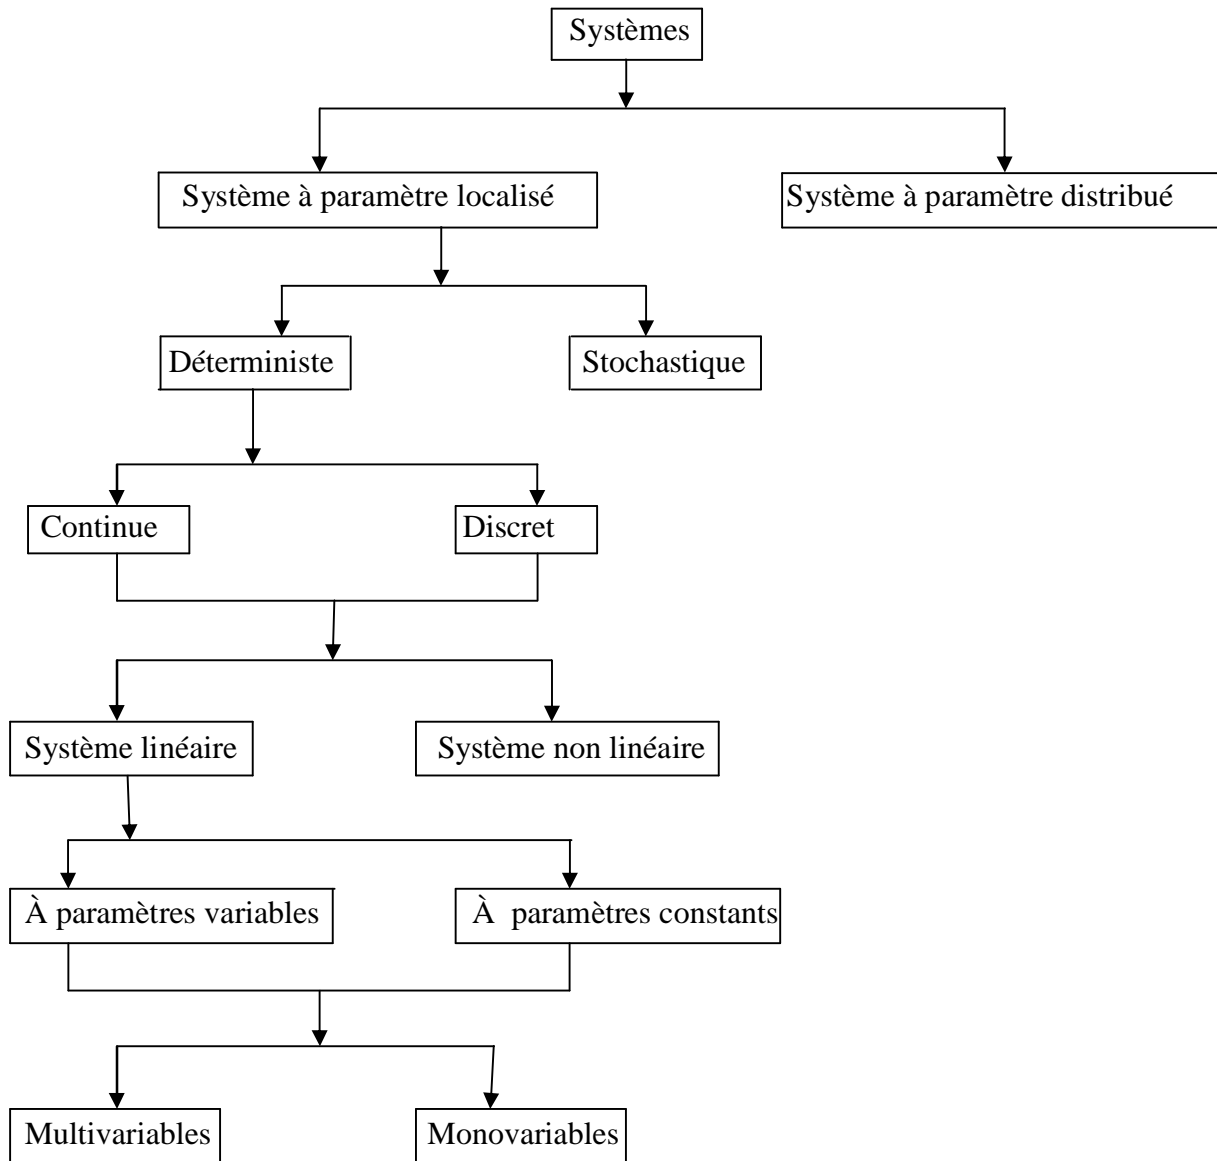 Systèmes
Système à paramètre localisé
Système à paramètre distribué
Déterministe
Stochastique
Continue
Discret
Système linéaire
Système non linéaire
À paramètres variables
À paramètres constants
Multivariables
Monovariables